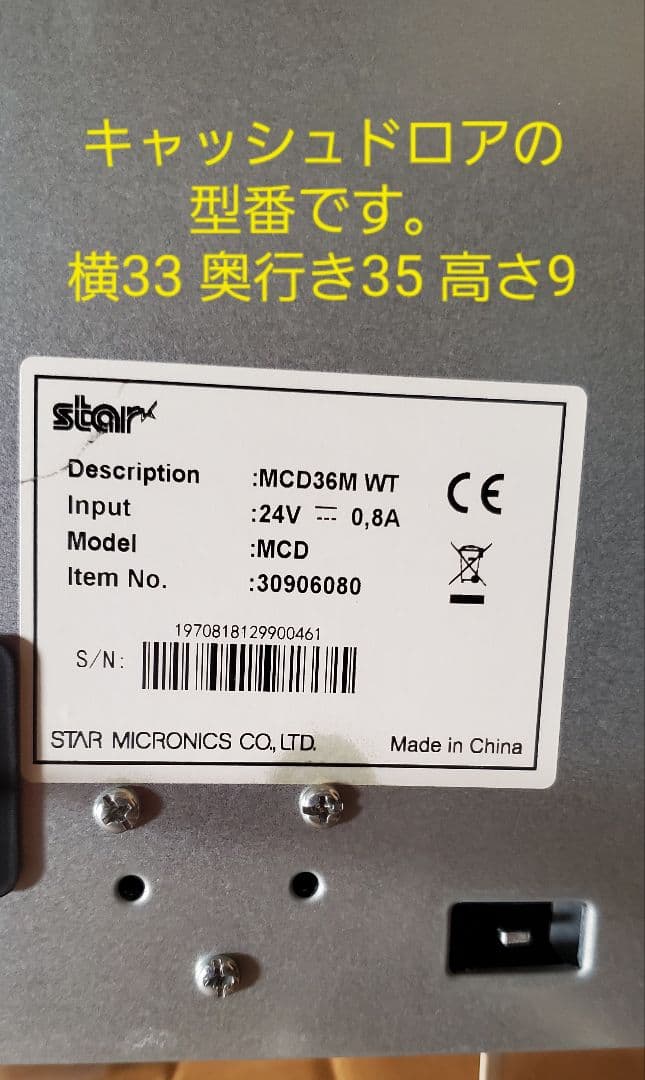 キャッシュドロアの
型番です。
横33 奥行き35 高さ9
star
Description :MCD36M WT
Input :24V ⎓ 0,8A
Model :MCD
Item No. :30906080
CE
1970818129900461
S/N:
STAR MICRONICS CO., LTD. Made in China